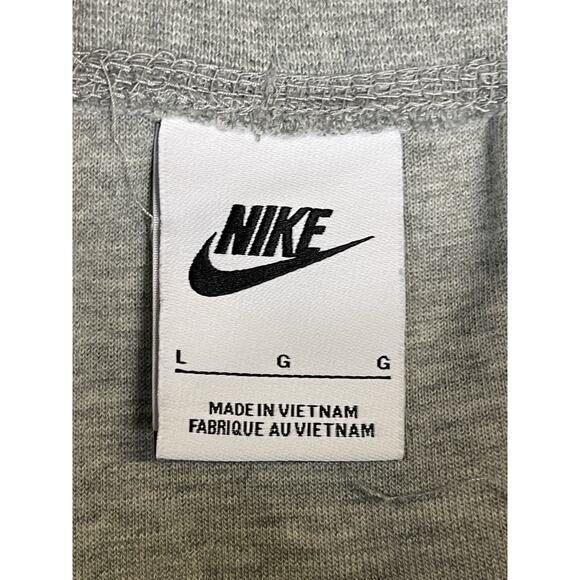 NIKE
L G G
MADE IN VIETNAM
FABRIQUE AU VIETNAM